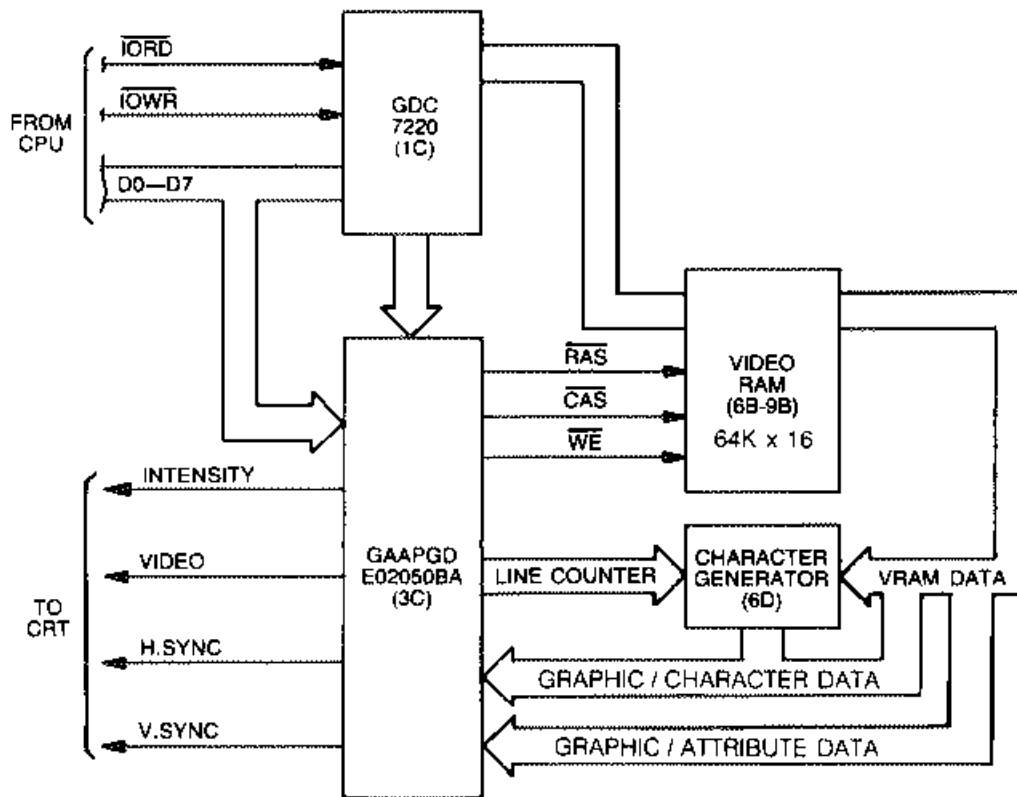 IORD
IOWR
FROM
CPU
D0—D7
GDC
7220
(1C)
RAS
CAS
WE
VIDEO
RAM
(6B-9B)
64K x 16
INTENSITY
VIDEO
TO
CRT
H.SYNC
V.SYNC
GAAPGD
E02050BA
(3C)
LINE COUNTER
CHARACTER
GENERATOR
(6D)
VRAM DATA
GRAPHIC / CHARACTER DATA
GRAPHIC / ATTRIBUTE DATA